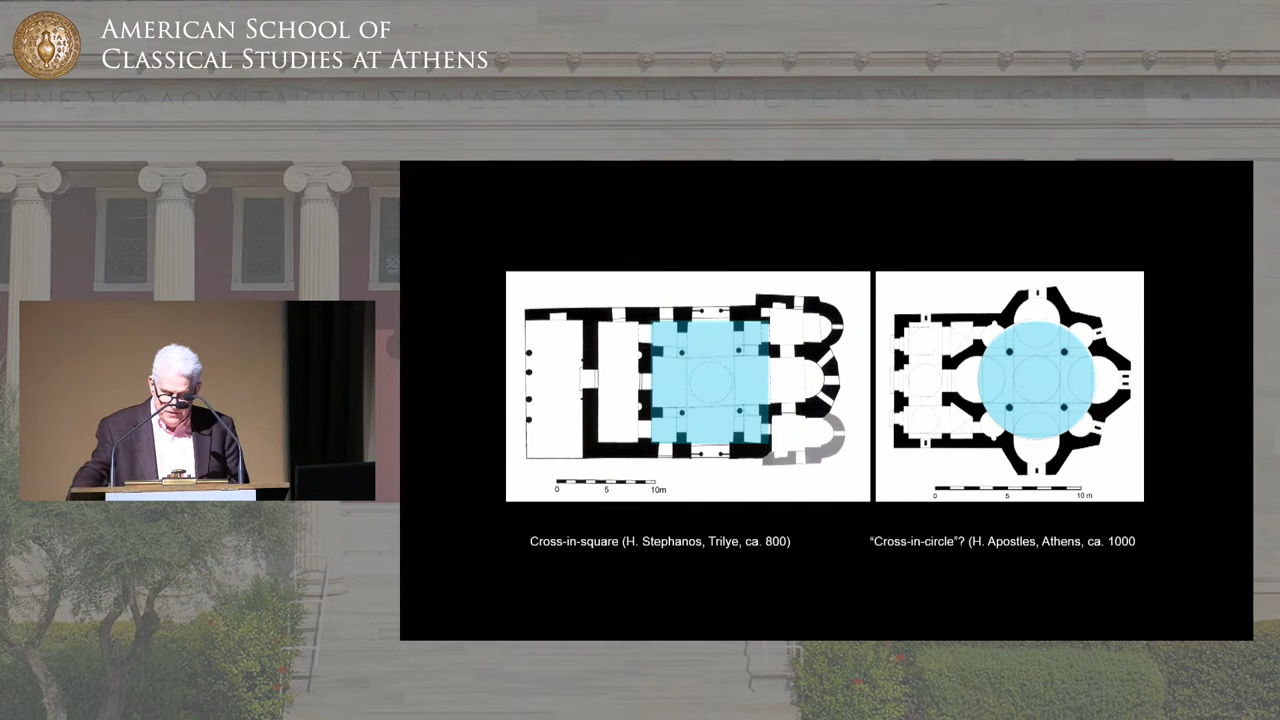 AMERICAN SCHOOL OF
CLASSICAL STUDIES AT ATHENS
0 5 10m
0 5 10 m
Cross-in-square (H. Stephanos, Trilye, ca. 800)
“Cross-in-circle”? (H. Apostles, Athens, ca. 1000